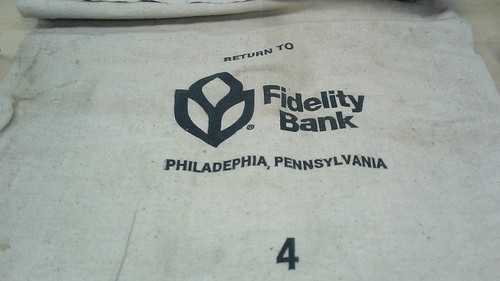 RETURN TO
Fidelity
Bank
®
PHILADEPHIA, PENNSYLVANIA
4